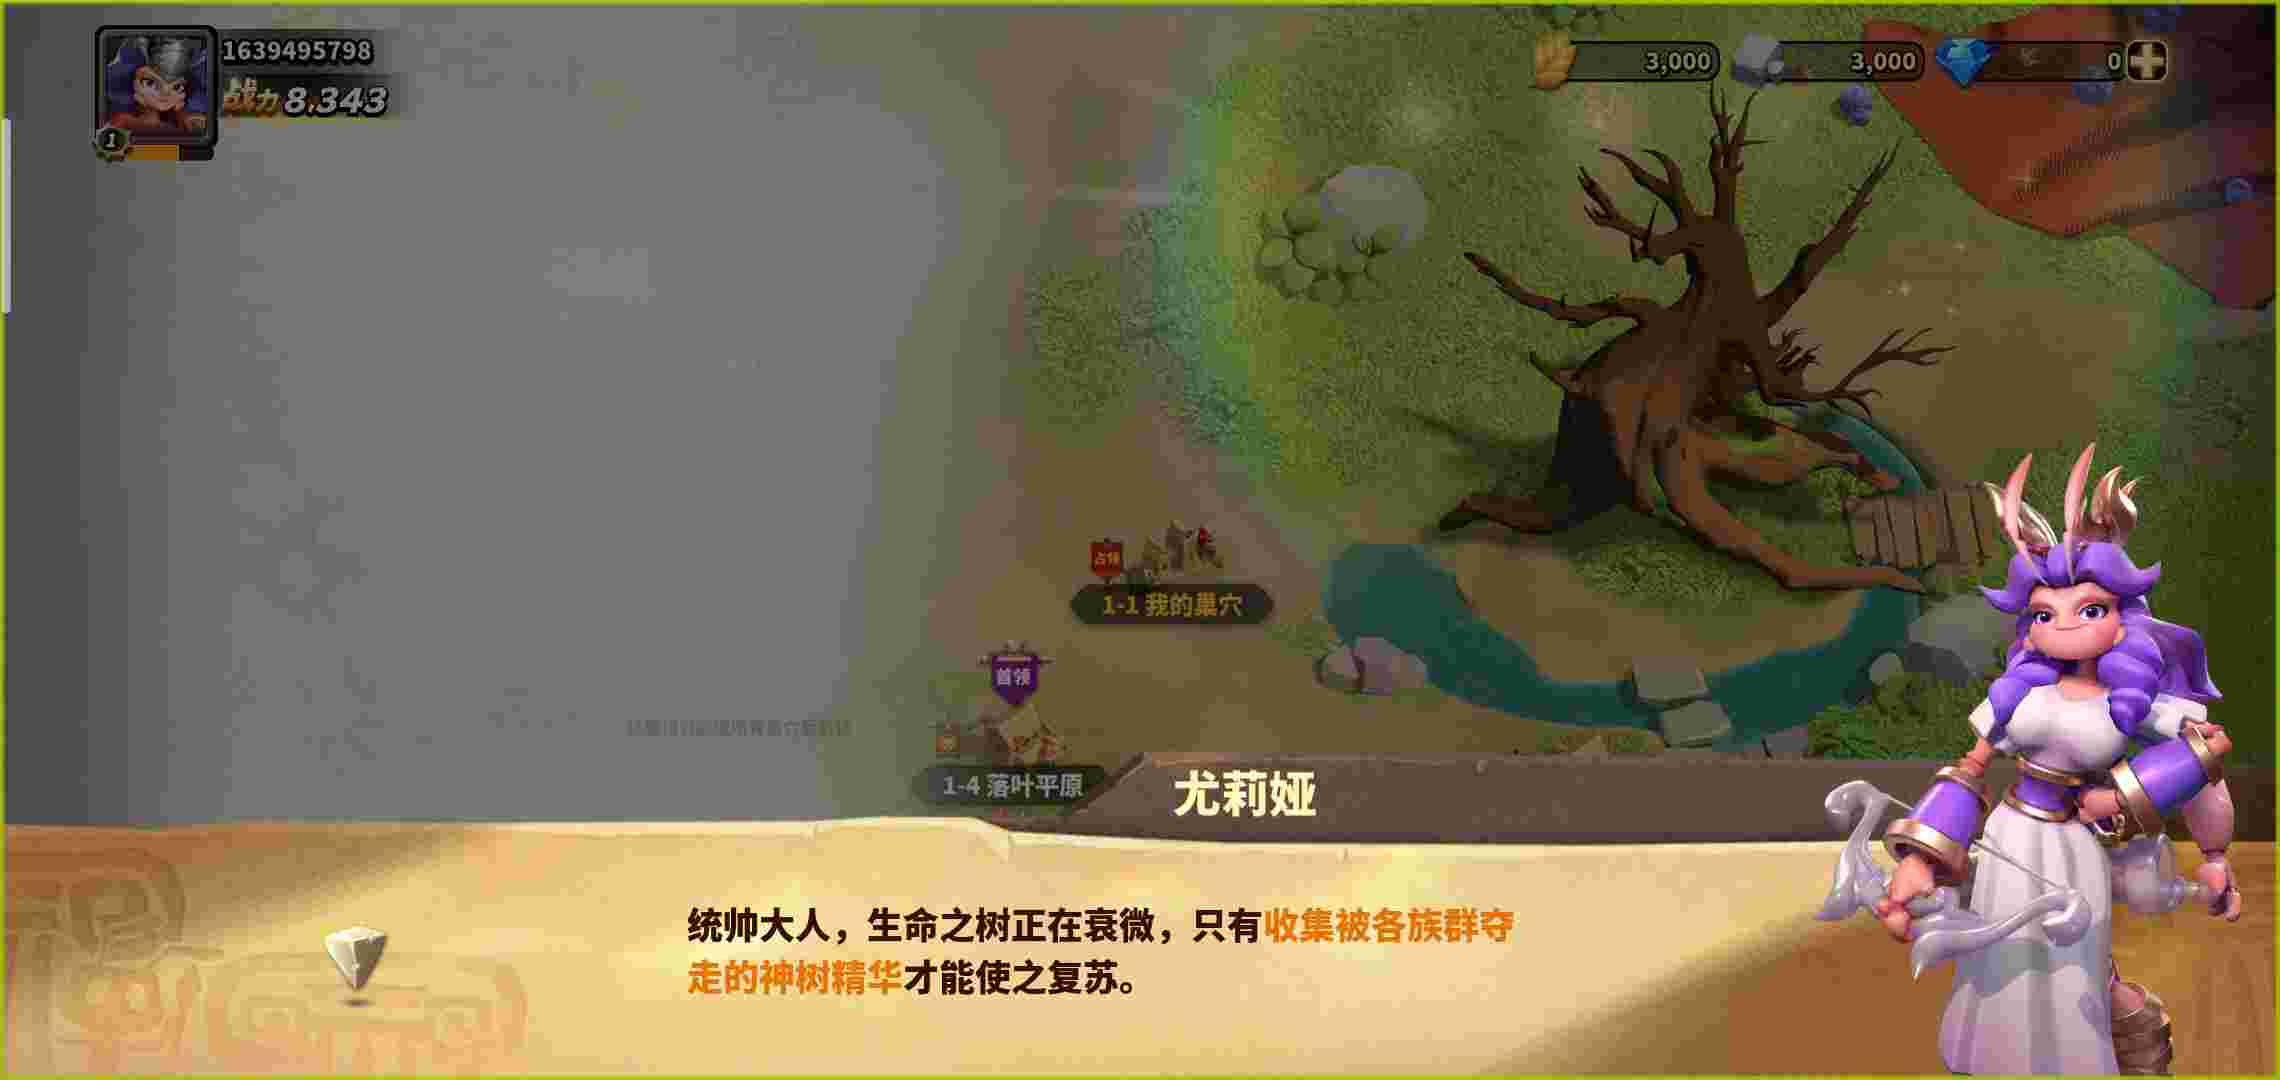 1639495798
战力 8,343
1
3,000
3,000
0
占领
1-1 我的巢穴
首领
1-4 落叶平原
尤莉娅
统帅大人，生命之树正在衰微，只有收集被各族群夺
走的神树精华才能使之复苏。